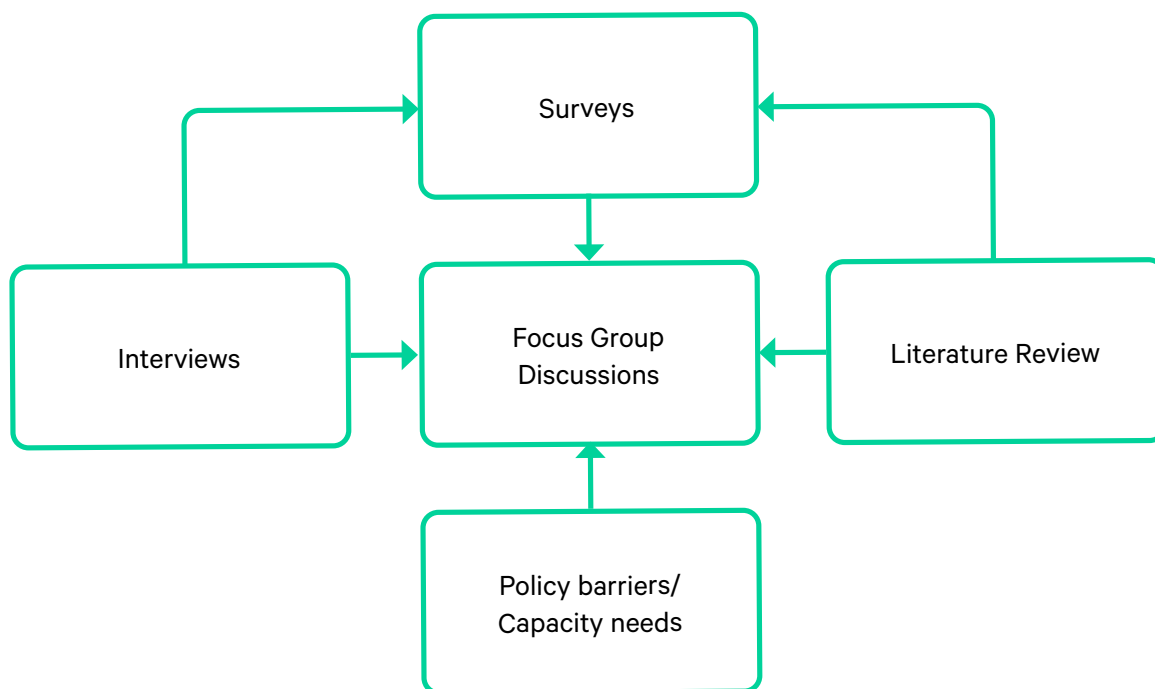 Surveys
Interviews
Focus Group
Discussions
Literature Review
Policy barriers/
Capacity needs